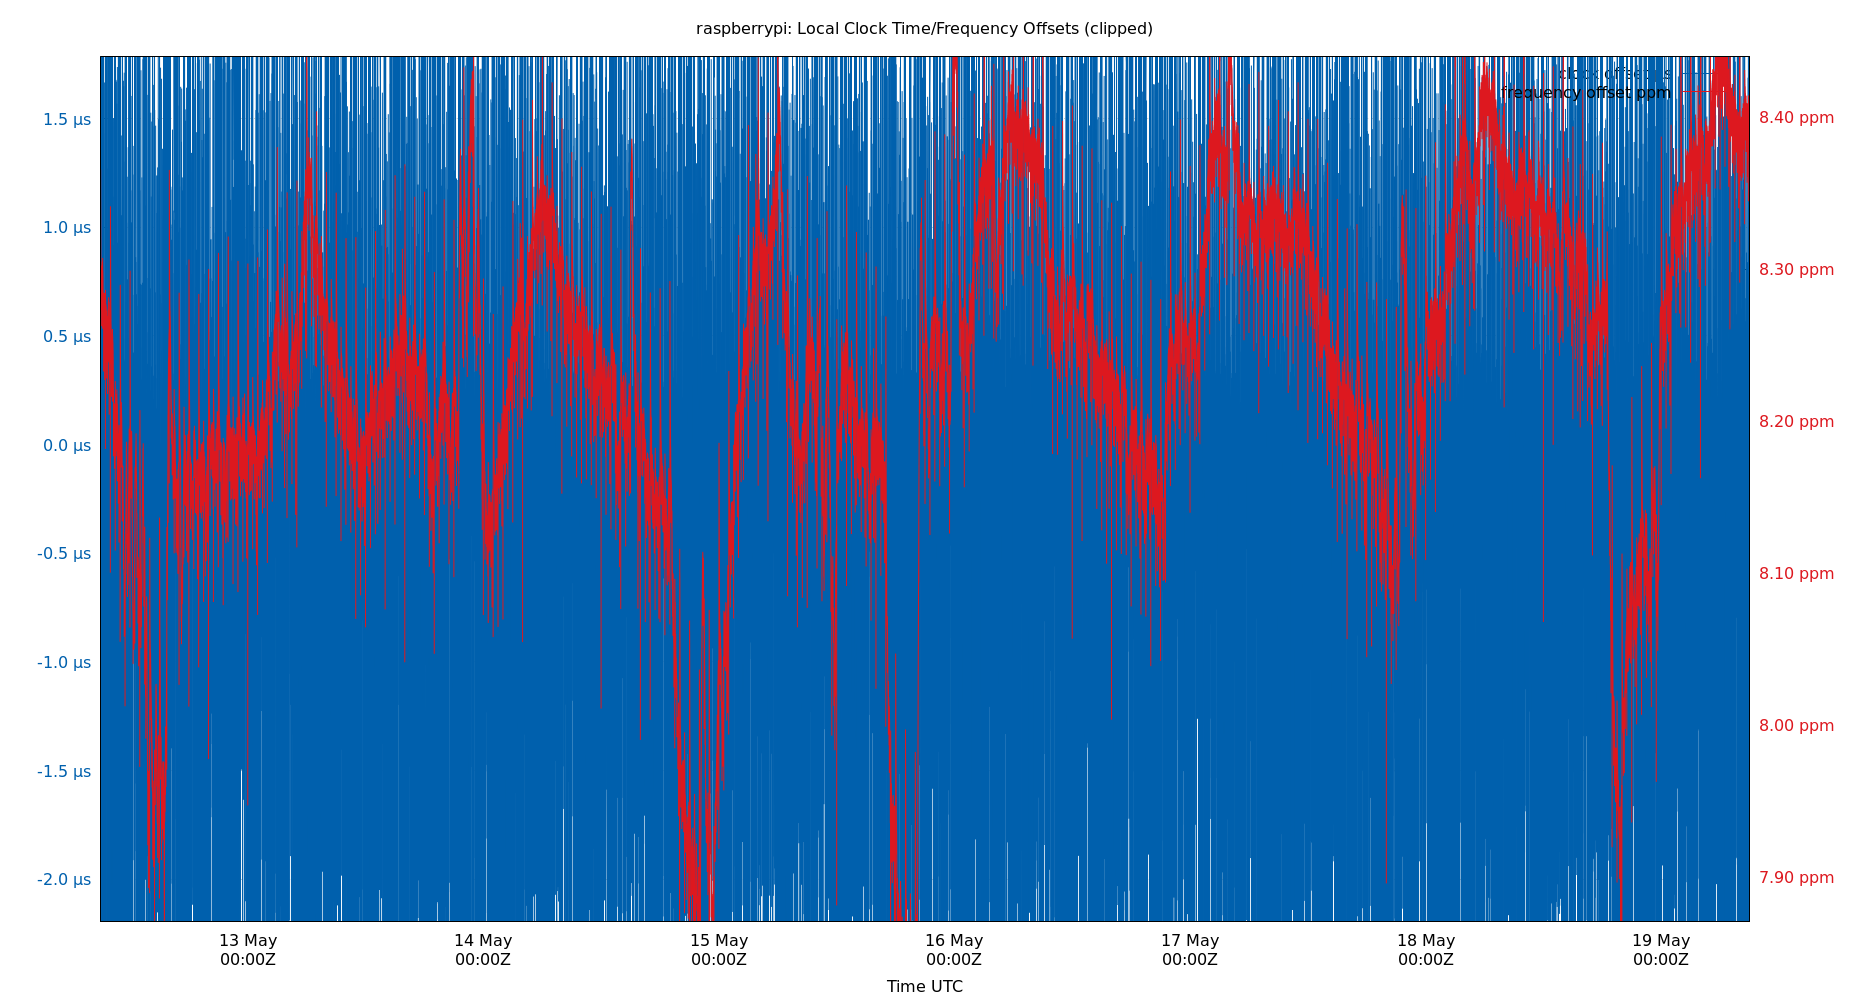 raspberrypi: Local Clock Time/Frequency Offsets (clipped)
clock offset µs
frequency offset ppm
1.5 µs
1.0 µs
0.5 µs
0.0 µs
-0.5 µs
-1.0 µs
-1.5 µs
-2.0 µs
8.40 ppm
8.30 ppm
8.20 ppm
8.10 ppm
8.00 ppm
7.90 ppm
13 May 14 May 15 May 16 May 17 May 18 May 19 May
00:00Z 00:00Z 00:00Z 00:00Z 00:00Z 00:00Z 00:00Z
Time UTC